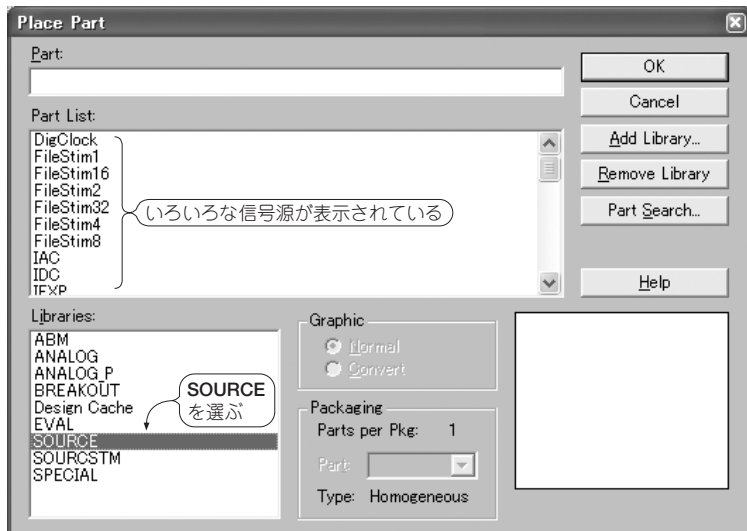 Place Part
Part:
OK
Cancel
Part List:
Add Library...
Remove Library
Part Search...
Help
DigClock
FileStim1
FileStim16
FileStim2
FileStim32
FileStim4
FileStim8
IAC
IDC
IEXP
いろいろな信号源が表示されている
Libraries:
ABM
ANALOG
ANALOG_P
BREAKOUT
Design Cache
EVAL
SOURCE
SOURCSTM
SPECIAL
SOURCE
を選ぶ
Graphic
Normal
Convert
Packaging
Parts per Pkg: 1
Part:
Type: Homogeneous